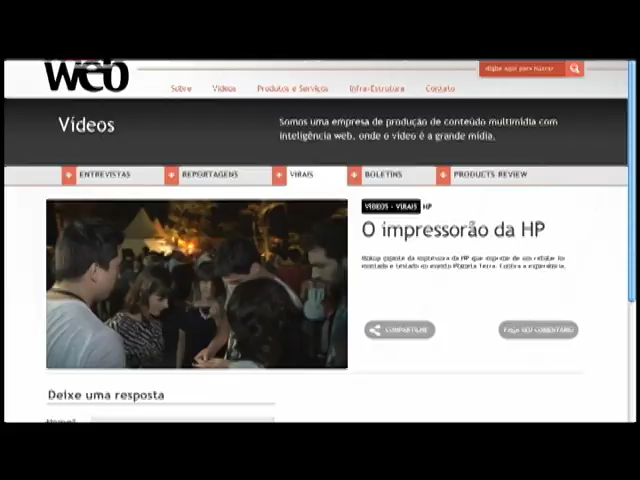 web
digite aqui para buscar
Sobre Vídeos Produtos e Serviços Infra-Estrutura Contato
Vídeos
Somos uma empresa de produção de conteúdo multimídia com
inteligência web, onde o vídeo é a grande mídia.
ENTREVISTAS REPORTAGENS VIRAIS BOLETINS PRODUCTS REVIEW
VÍDEOS - VIRAIS HP
O impressorão da HP
COMPARTILHE
FAÇA SEU COMENTÁRIO
Deixe uma resposta